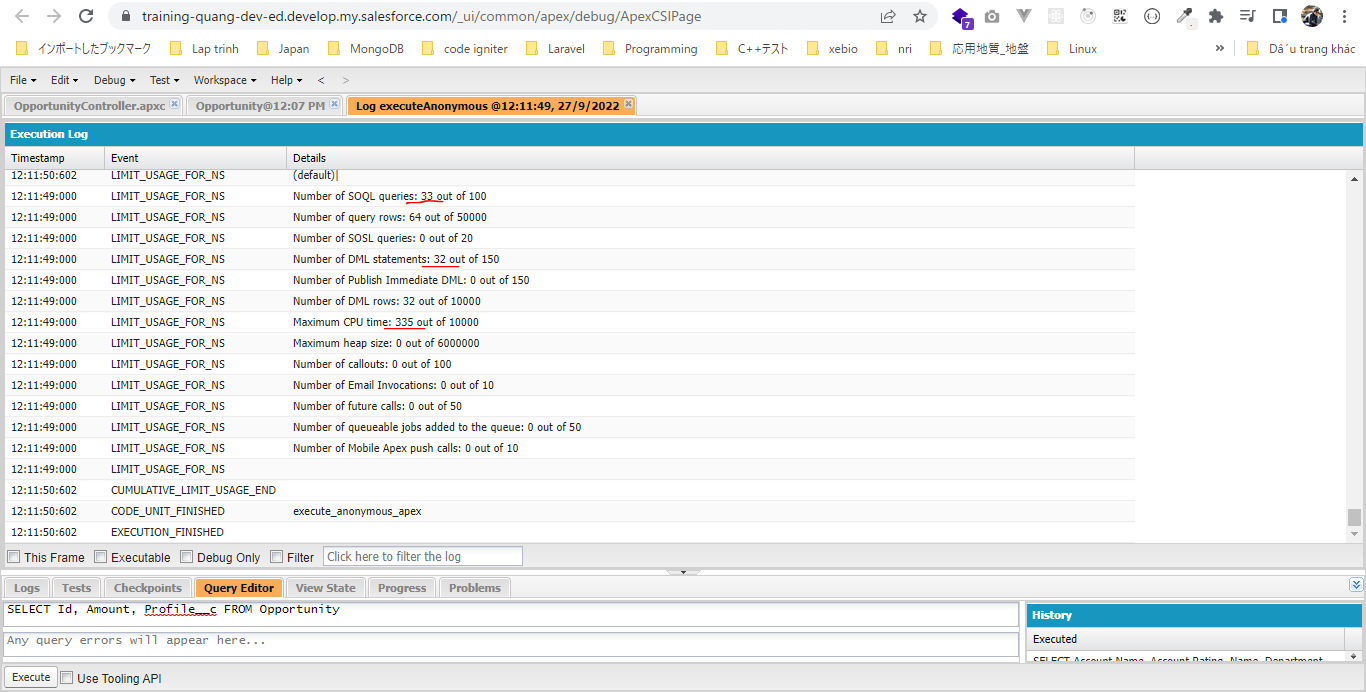 training-quang-dev-ed.develop.my.salesforce.com/_ui/common/apex/debug/ApexCSIPage
7
インポートしたブックマーク Lap trinh Japan MongoDB code igniter Laravel Programming C++テスト xebio nri 応用地質_地盤 Linux » Dấu trang khác
File Edit Debug Test Workspace Help < >
OpportunityController.apxc Opportunity@12:07 PM Log executeAnonymous @12:11:49, 27/9/2022
Execution Log
Timestamp Event Details
12:11:50:602 LIMIT_USAGE_FOR_NS (default)|
12:11:49:000 LIMIT_USAGE_FOR_NS Number of SOQL queries: 33 out of 100
12:11:49:000 LIMIT_USAGE_FOR_NS Number of query rows: 64 out of 50000
12:11:49:000 LIMIT_USAGE_FOR_NS Number of SOSL queries: 0 out of 20
12:11:49:000 LIMIT_USAGE_FOR_NS Number of DML statements: 32 out of 150
12:11:49:000 LIMIT_USAGE_FOR_NS Number of Publish Immediate DML: 0 out of 150
12:11:49:000 LIMIT_USAGE_FOR_NS Number of DML rows: 32 out of 10000
12:11:49:000 LIMIT_USAGE_FOR_NS Maximum CPU time: 335 out of 10000
12:11:49:000 LIMIT_USAGE_FOR_NS Maximum heap size: 0 out of 6000000
12:11:49:000 LIMIT_USAGE_FOR_NS Number of callouts: 0 out of 100
12:11:49:000 LIMIT_USAGE_FOR_NS Number of Email Invocations: 0 out of 10
12:11:49:000 LIMIT_USAGE_FOR_NS Number of future calls: 0 out of 50
12:11:49:000 LIMIT_USAGE_FOR_NS Number of queueable jobs added to the queue: 0 out of 50
12:11:49:000 LIMIT_USAGE_FOR_NS Number of Mobile Apex push calls: 0 out of 10
12:11:49:000 LIMIT_USAGE_FOR_NS
12:11:50:602 CUMULATIVE_LIMIT_USAGE_END
12:11:50:602 CODE_UNIT_FINISHED execute_anonymous_apex
12:11:50:602 EXECUTION_FINISHED
This Frame Executable Debug Only Filter Click here to filter the log
Logs Tests Checkpoints Query Editor View State Progress Problems
SELECT Id, Amount, Profile__c FROM Opportunity
Any query errors will appear here...
History
Executed
SELECT Account.Name, Account.Rating, Name, Department,
Execute Use Tooling API